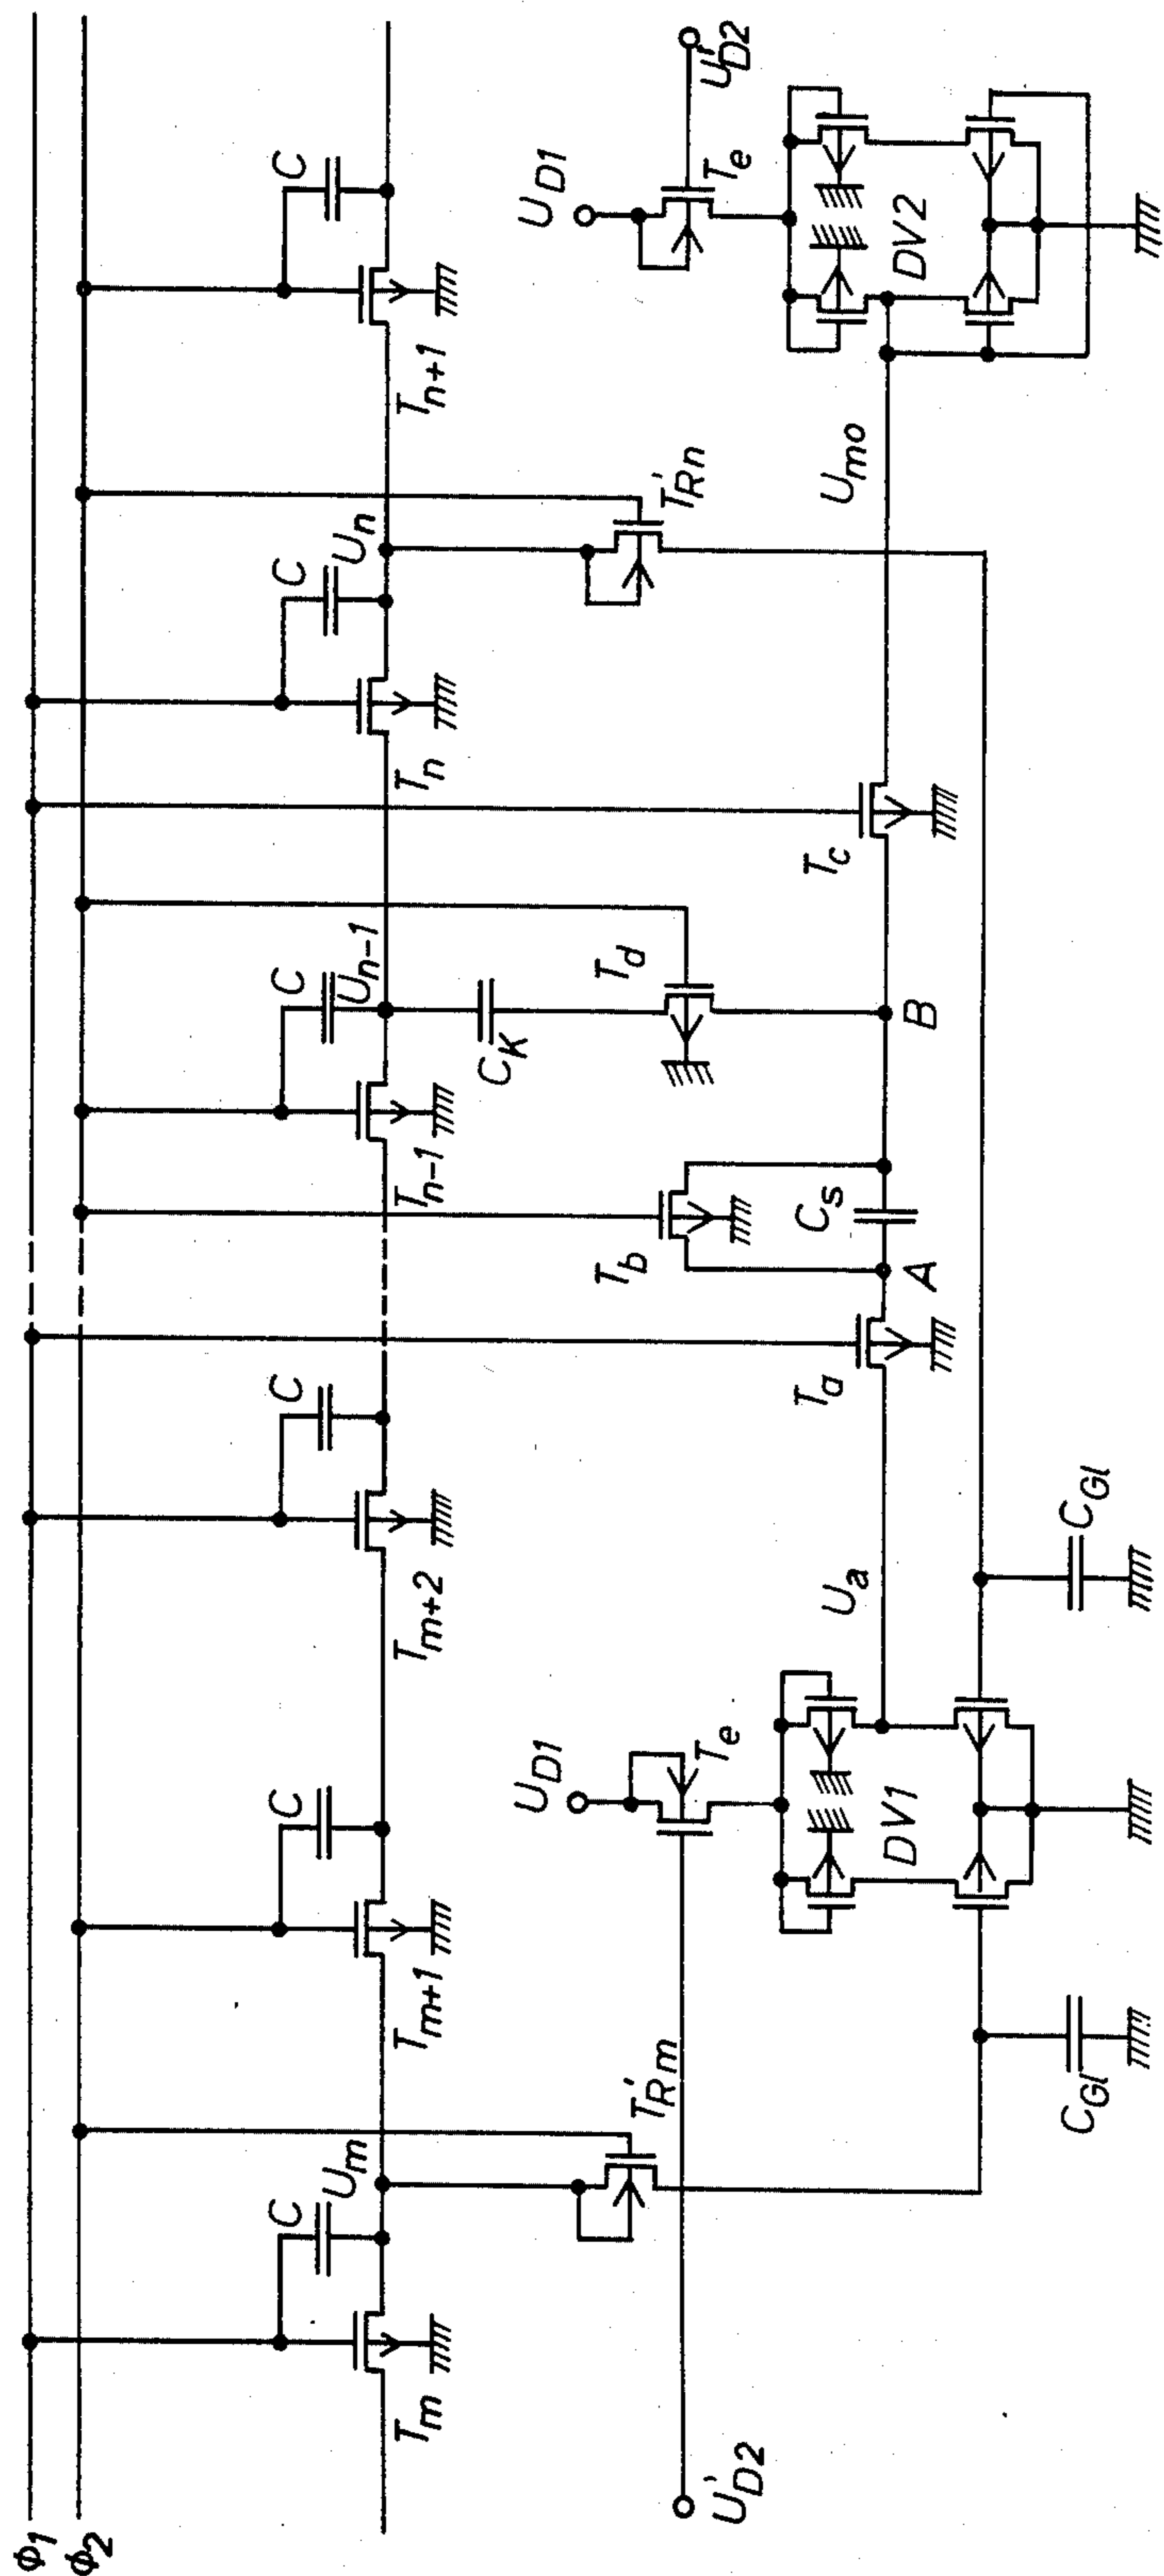 ϕ1
ϕ2
C
C
C
C
C
C
Um
Un-1
Un
Tm
Tm+1
Tm+2
Tn-1
Tn
Tn+1
T'Rm
Tb
CK
Td
T'Rn
U'D2
UD1
Te
UD1
Te
U'D2
DV1
Ua
Ta
A
Cs
B
Tc
Umo
DV2
CGl
CGl